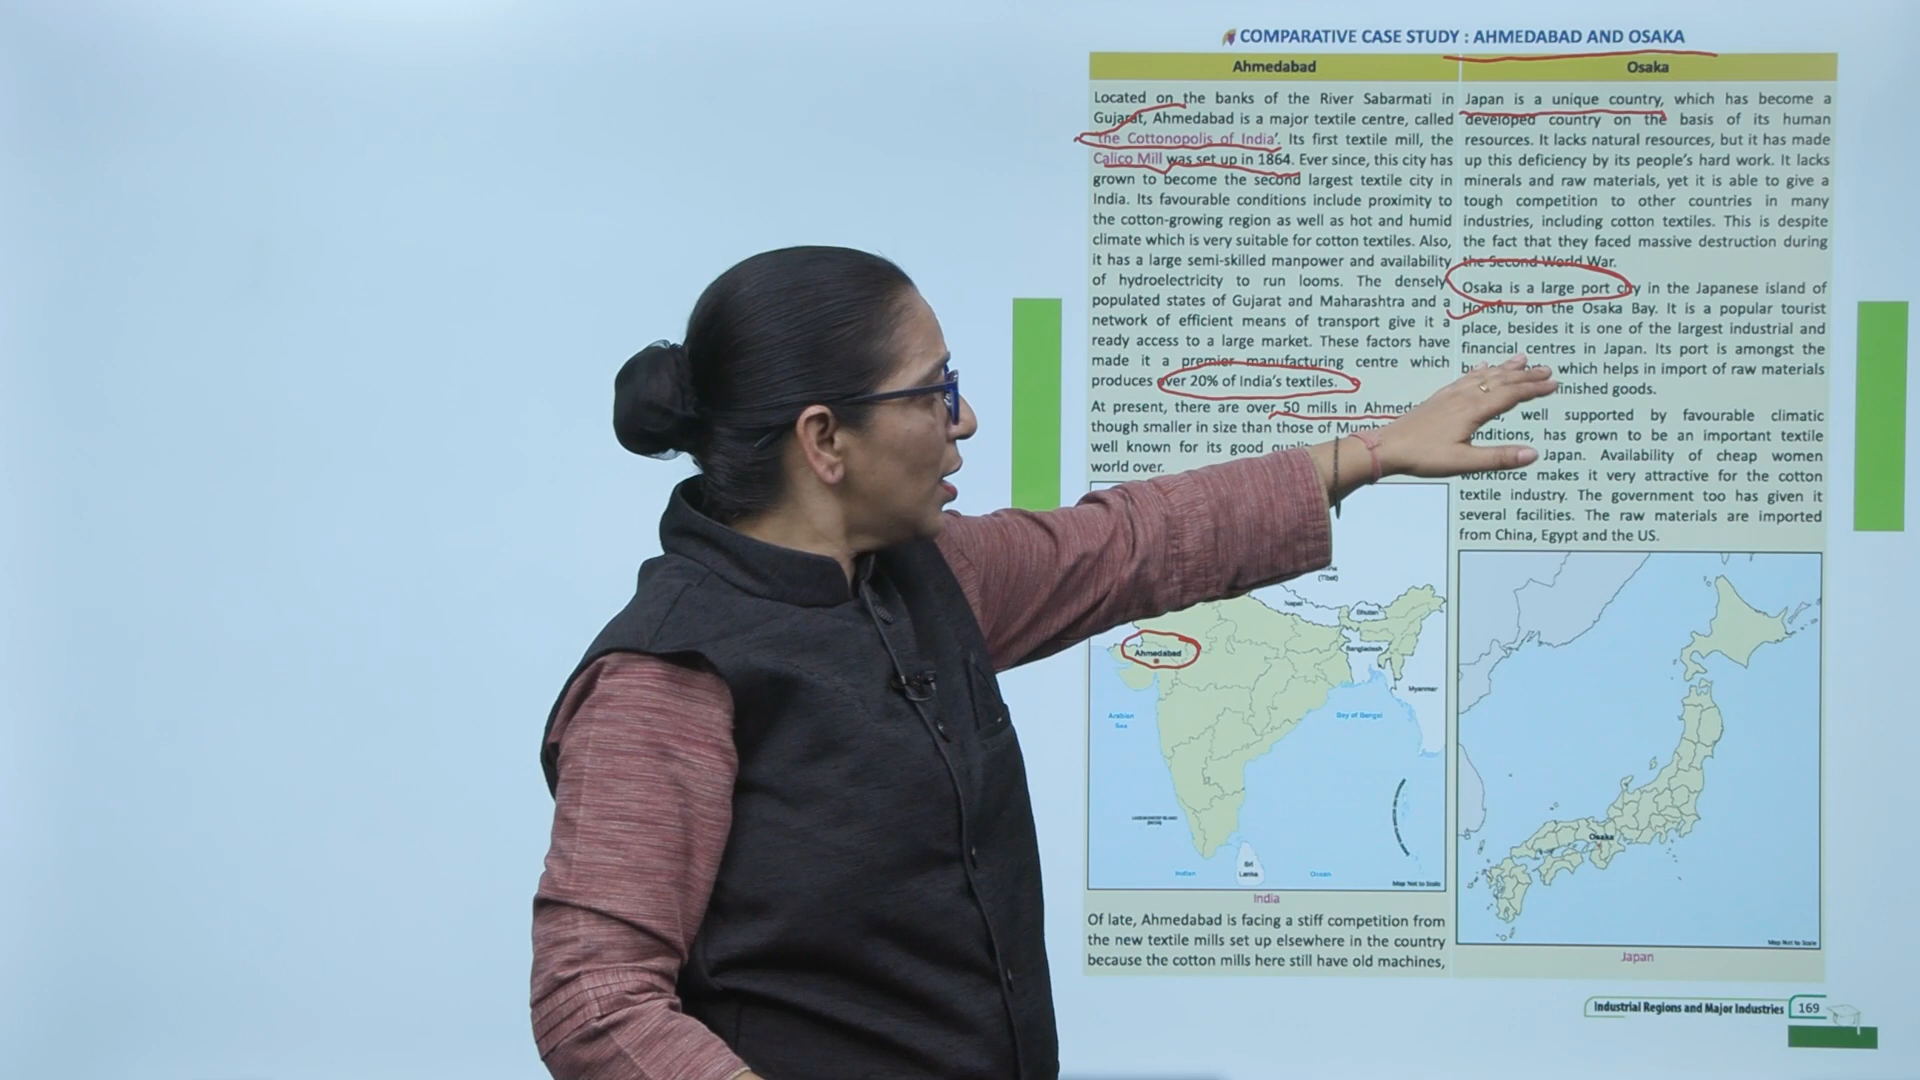 COMPARATIVE CASE STUDY : AHMEDABAD AND OSAKA
Ahmedabad
Located on the banks of the River Sabarmati in
Gujarat, Ahmedabad is a major textile centre, called
'the Cottonopolis of India'. Its first textile mill, the
Calico Mill was set up in 1864. Ever since, this city has
grown to become the second largest textile city in
India. Its favourable conditions include proximity to
the cotton-growing region as well as hot and humid
climate which is very suitable for cotton textiles. Also,
it has a large semi-skilled manpower and availability
of hydroelectricity to run looms. The densely
populated states of Gujarat and Maharashtra and a
network of efficient means of transport give it a
ready access to a large market. These factors have
made it a premier manufacturing centre which
produces over 20% of India's textiles.
At present, there are over 50 mills in
though smaller in size than those of
well known for its good
world over.
(Tibet)
Nepal
Bhutan
Bangladesh
Myanmar
Ahmedabad
Arabian
Sea
Bay of Bengal
Sri
Lanka
Indian
Ocean
Map Not to Scale
India
Of late, Ahmedabad is facing a stiff competition from
the new textile mills set up elsewhere in the country
because the cotton mills here still have old machines,
Osaka
Japan is a unique country, which has become a
developed country on the basis of its human
resources. It lacks natural resources, but it has made
up this deficiency by its people's hard work. It lacks
minerals and raw materials, yet it is able to give a
tough competition to other countries in many
industries, including cotton textiles. This is despite
the fact that they faced massive destruction during
the Second World War.
Osaka is a large port city in the Japanese island of
Honshu, on the Osaka Bay. It is a popular tourist
place, besides it is one of the largest industrial and
financial centres in Japan. Its port is amongst the
which helps in import of raw materials
finished goods.
well supported by favourable climatic
conditions, has grown to be an important textile
Japan. Availability of cheap women
workforce makes it very attractive for the cotton
textile industry. The government too has given it
several facilities. The raw materials are imported
from China, Egypt and the US.
Osaka
Map Not to Scale
Japan
Industrial Regions and Major Industries 169